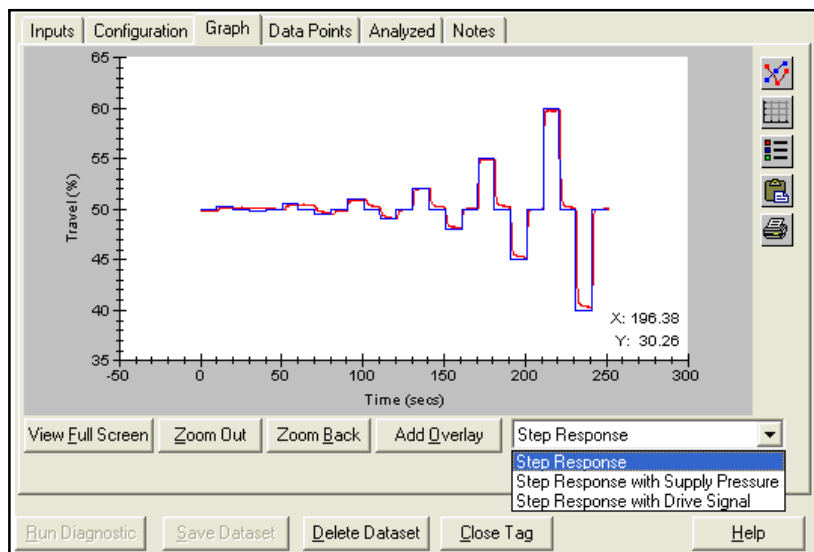 Inputs Configuration Graph Data Points Analyzed Notes
65
60
55
50
45
40
35
Travel (%)
-50 0 50 100 150 200 250 300
Time (secs)
X: 196.38
Y: 30.26
View Full Screen Zoom Out Zoom Back Add Overlay Step Response
Step Response
Step Response with Supply Pressure
Step Response with Drive Signal
Run Diagnostic Save Dataset Delete Dataset Close Tag Help